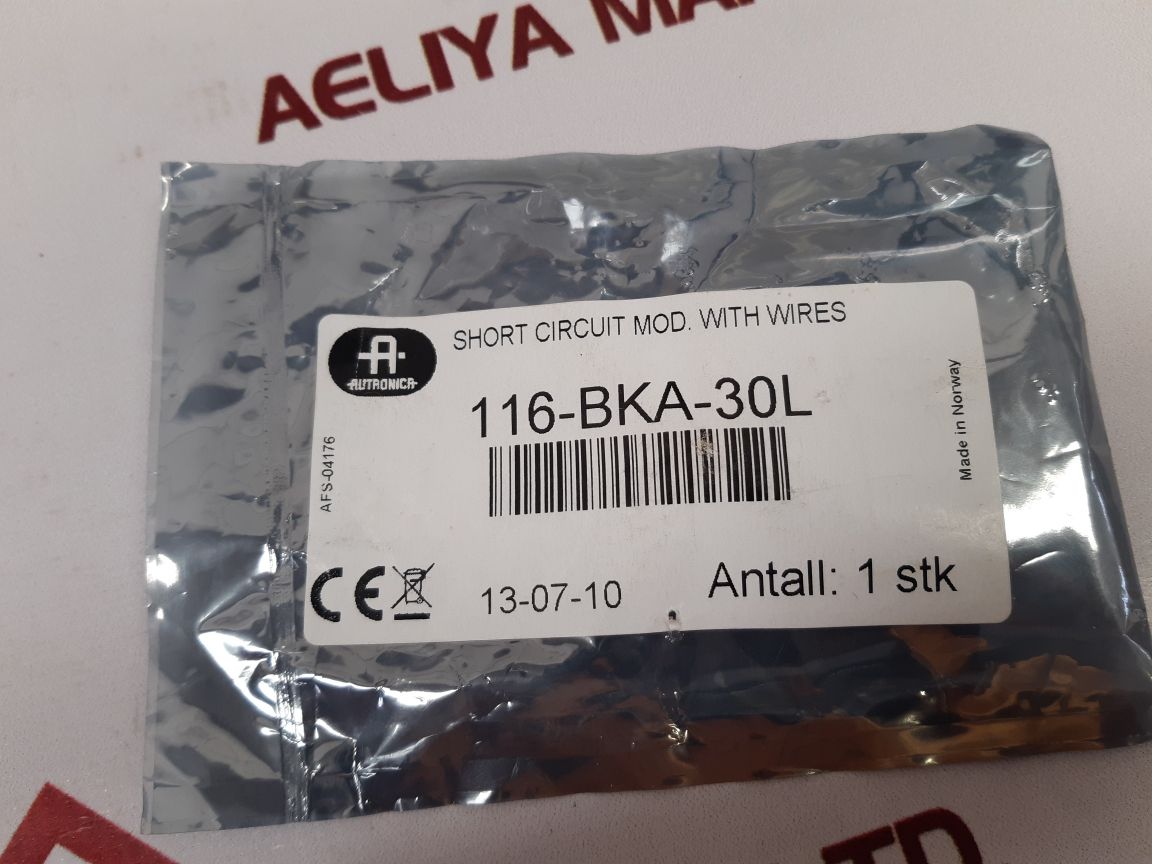 AELIYA MA
A
AUTRONICA
SHORT CIRCUIT MOD. WITH WIRES
116-BKA-30L
AFS-04176
Made in Norway
CE
13-07-10
Antall: 1 stk
TD